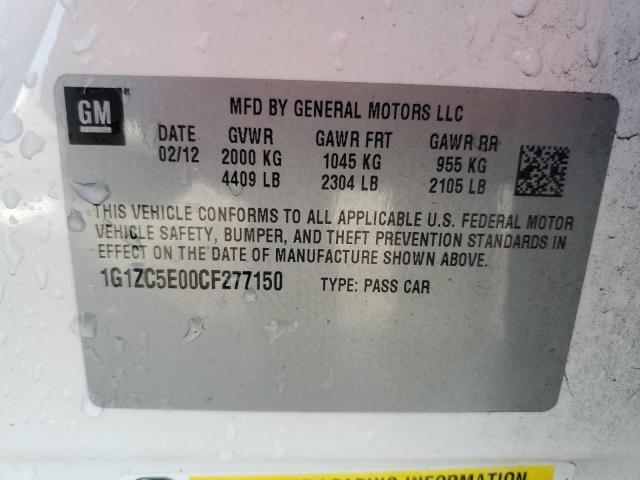 GM
MFD BY GENERAL MOTORS LLC
DATE GVWR GAWR FRT GAWR RR
02/12 2000 KG 1045 KG 955 KG
4409 LB 2304 LB 2105 LB
THIS VEHICLE CONFORMS TO ALL APPLICABLE U.S. FEDERAL MOTOR
VEHICLE SAFETY, BUMPER, AND THEFT PREVENTION STANDARDS IN
EFFECT ON THE DATE OF MANUFACTURE SHOWN ABOVE.
1G1ZC5E00CF277150 TYPE: PASS CAR
LOADING INFORMATION